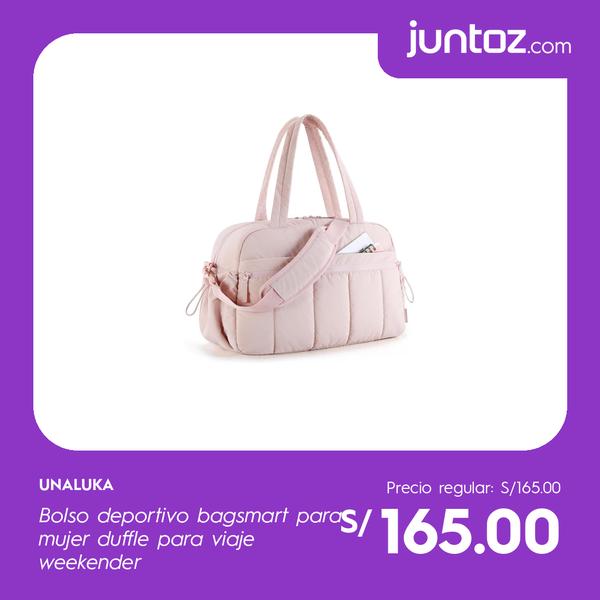 juntoz.com
UNALUKA
Bolso deportivo bagsmart para
mujer duffle para viaje
weekender
Precio regular: S/165.00
S/ 165.00